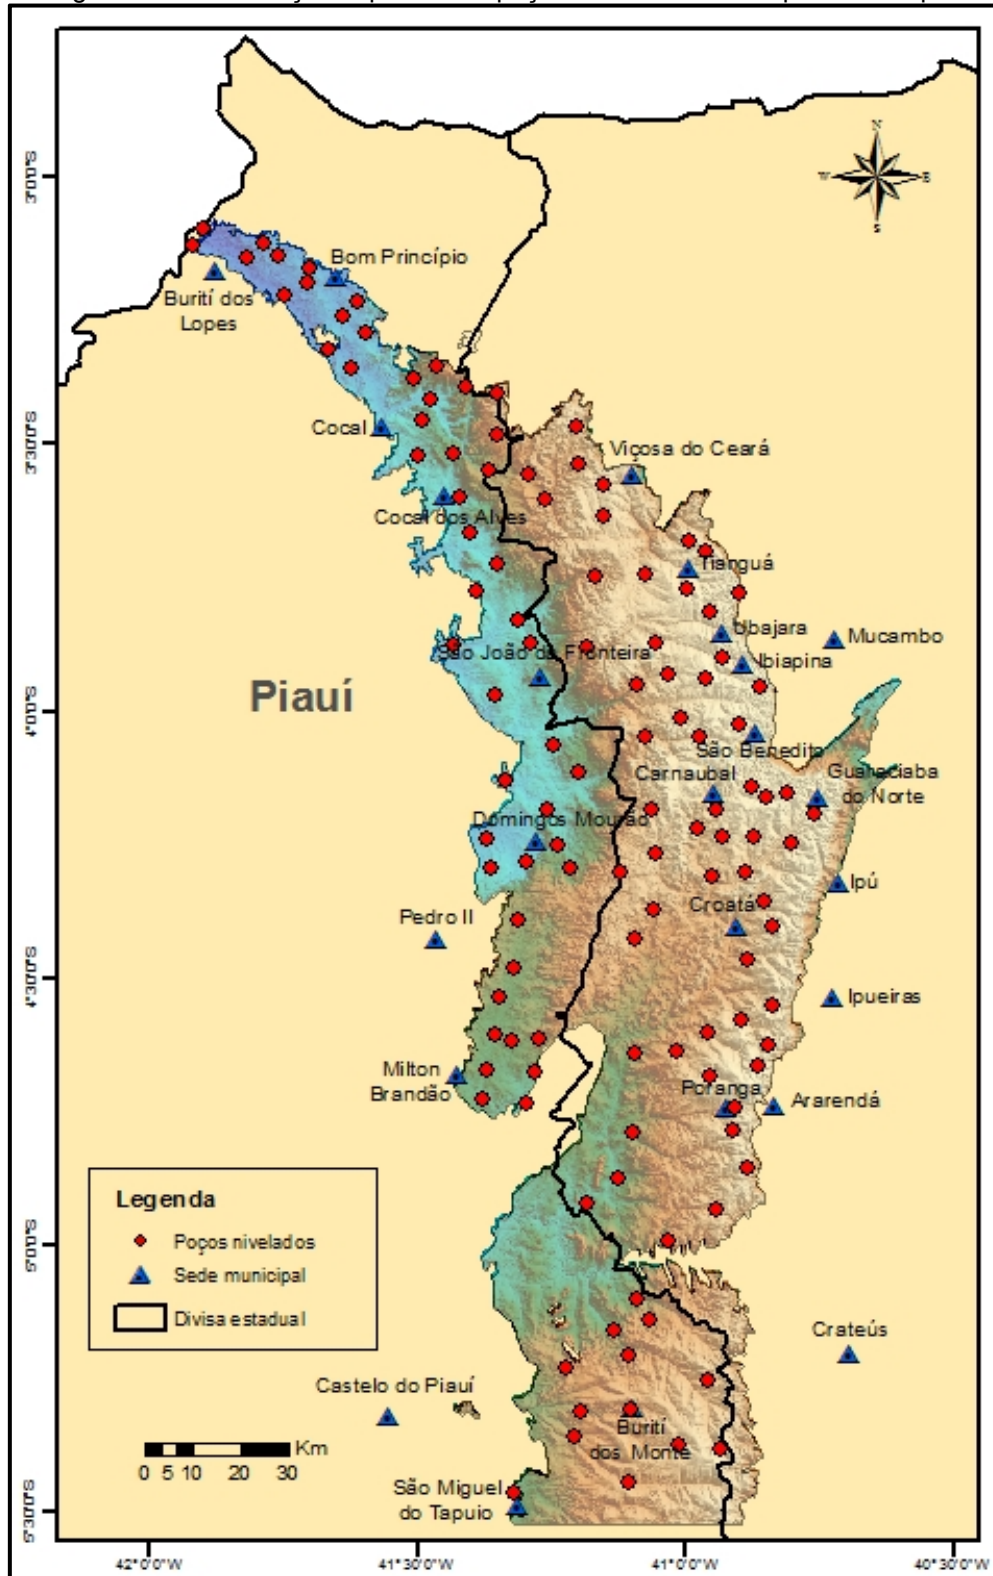 N
W
E
S
3°0'0"S
3°30'0"S
4°0'0"S
4°30'0"S
5°0'0"S
5°30'0"S
Bom Princípio
Burití dos
Lopes
Cocal
Viçosa do Ceará
Cocal dos Alves
Tianguá
Ubajara
Mucambo
São João da Fronteira
Ibiapina
Piauí
São Benedito
Carnaubal
Guaraciaba
do Norte
Domingos Mourão
Ipú
Croatá
Pedro II
Ipueiras
Milton
Brandão
Poranga
Ararendá
Legenda
Poços nivelados
Sede municipal
Divisa estadual
Crateús
Castelo do Piauí
Burití
dos Monte
Km
0 5 10 20 30
São Miguel
do Tapuio
42°0'0"W
41°30'0"W
41°0'0"W
40°30'0"W